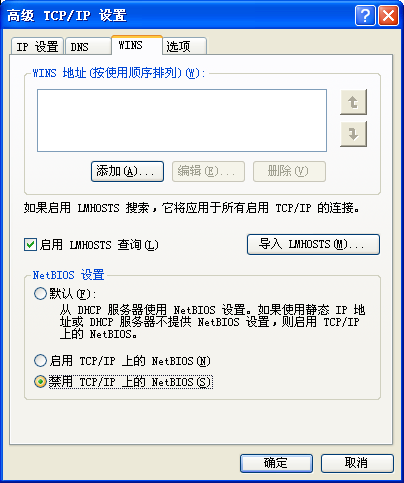 高级 TCP/IP 设置
IP 设置 DNS WINS 选项
WINS 地址(按使用顺序排列)(W):
添加(A)... 编辑(E)... 删除(V)
如果启用 LMHOSTS 搜索，它将应用于所有启用 TCP/IP 的连接。
启用 LMHOSTS 查询(L) 导入 LMHOSTS(M)...
NetBIOS 设置
默认(F):
从 DHCP 服务器使用 NetBIOS 设置。如果使用静态 IP 地
址或 DHCP 服务器不提供 NetBIOS 设置，则启用 TCP/IP
上的 NetBIOS。
启用 TCP/IP 上的 NetBIOS(N)
禁用 TCP/IP 上的 NetBIOS(S)
确定 取消